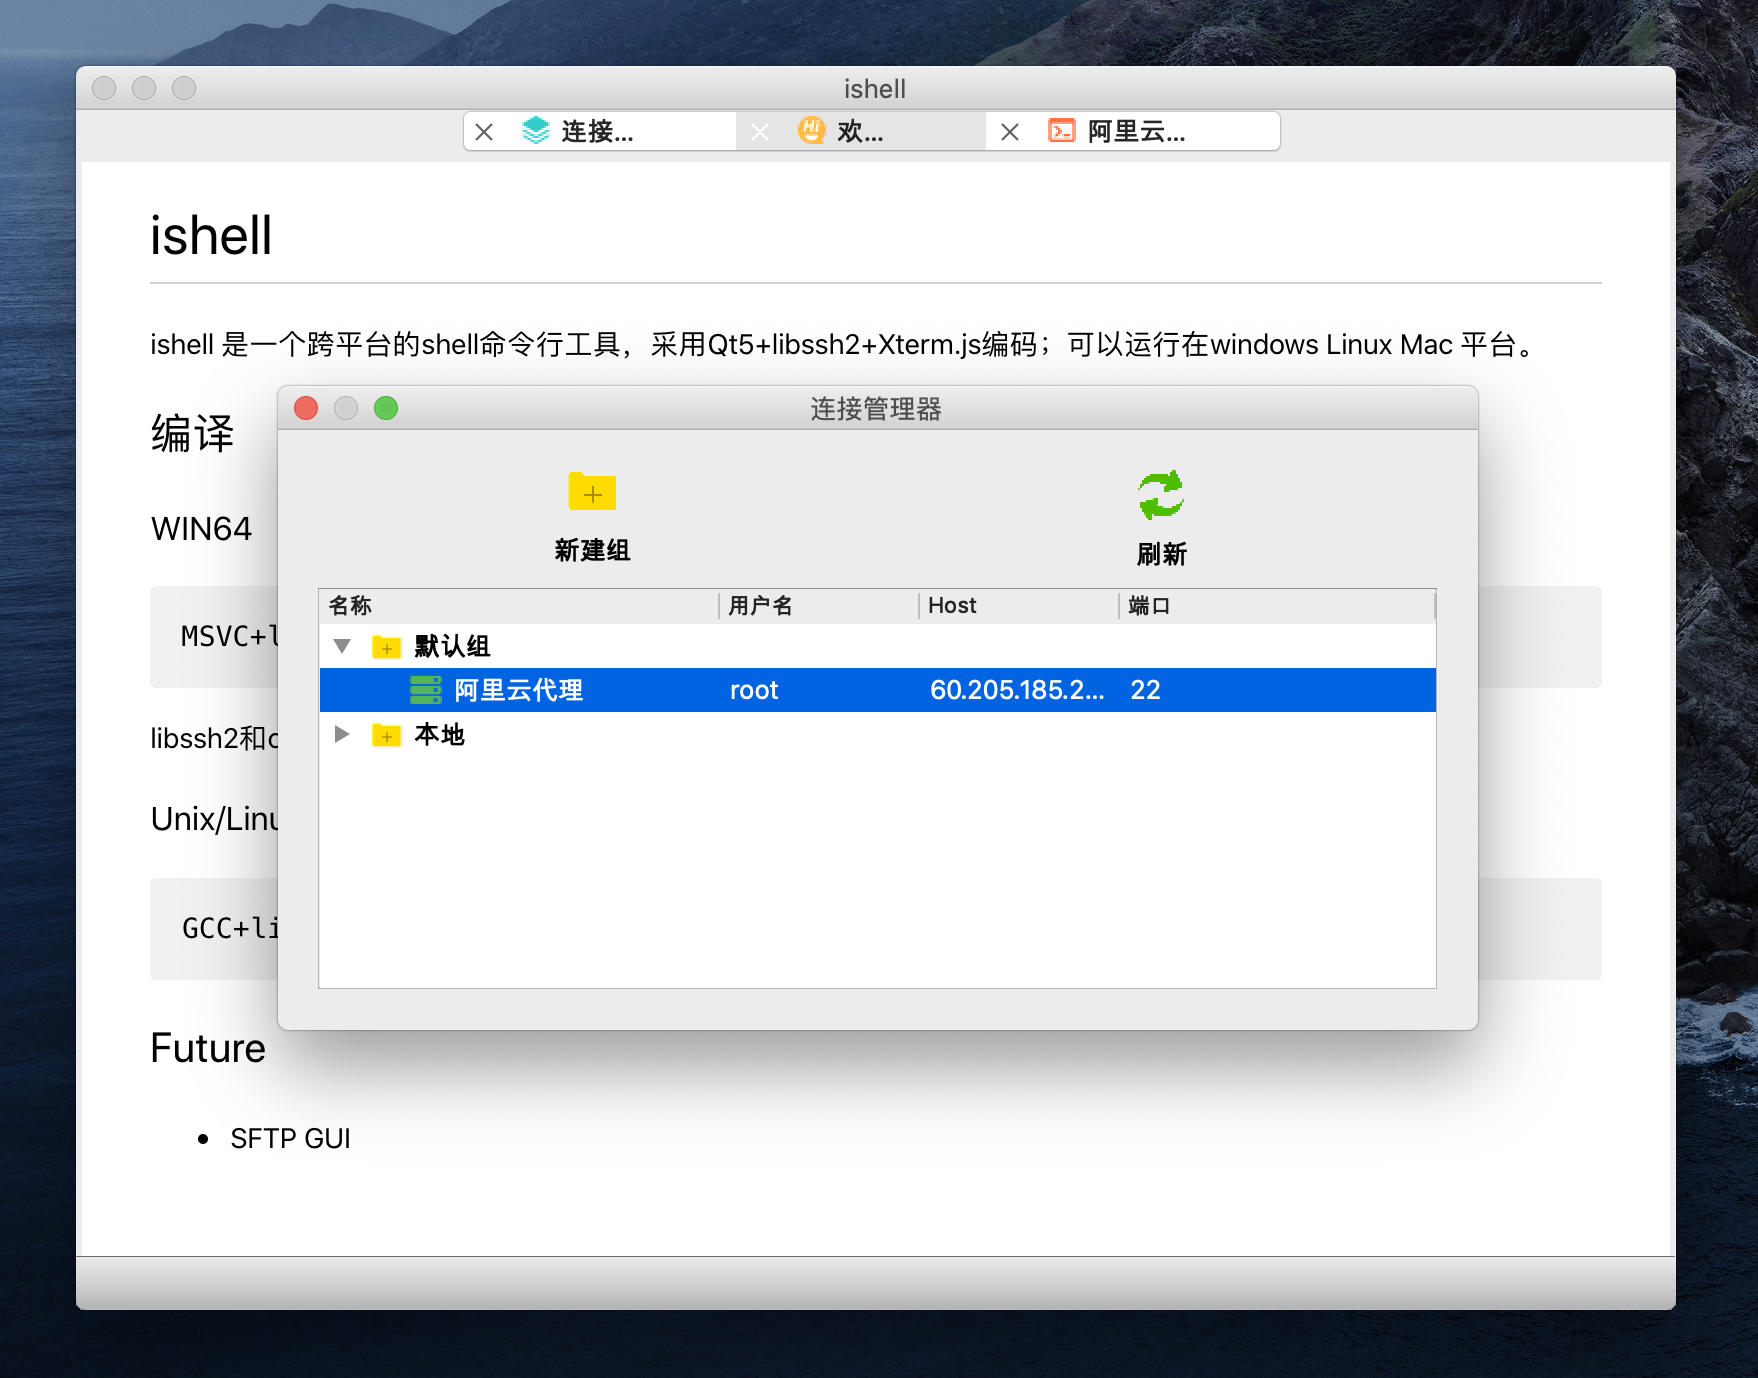 ishell
连接...
欢...
阿里云...
ishell
ishell 是一个跨平台的shell命令行工具，采用Qt5+libssh2+Xterm.js编码；可以运行在windows Linux Mac 平台。
编译
连接管理器
新建组
刷新
WIN64
名称 用户名 Host 端口
MSVC+l
默认组
阿里云代理 root 60.205.185.2... 22
本地
libssh2和
Unix/Linu
GCC+li
Future
SFTP GUI